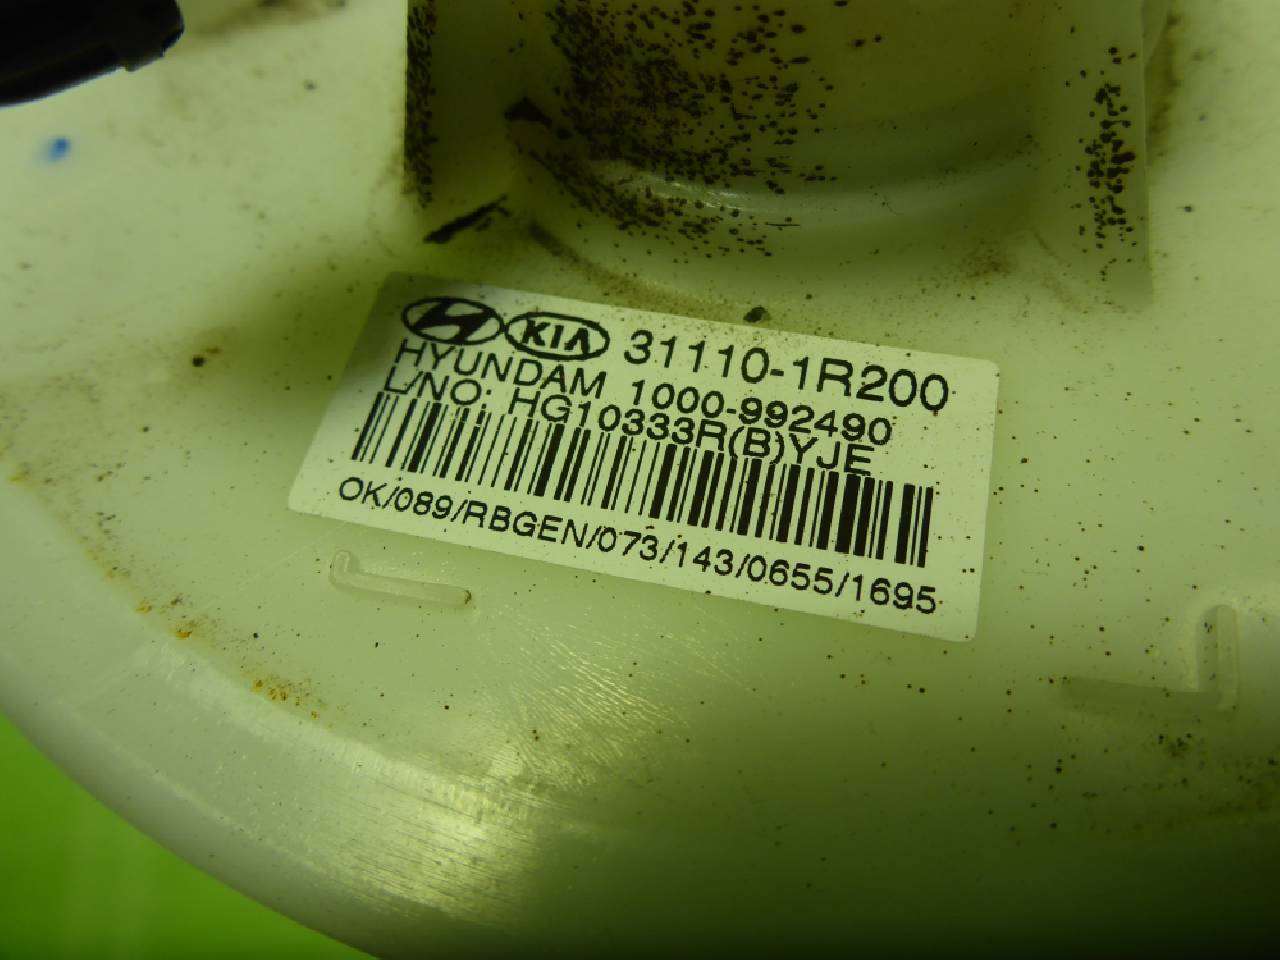 KIA 31110-1R200
HYUNDAM 1000-992490
L/NO: HG10333R(B)YJE
OK/089/RBGEN/073/143/0655/1695